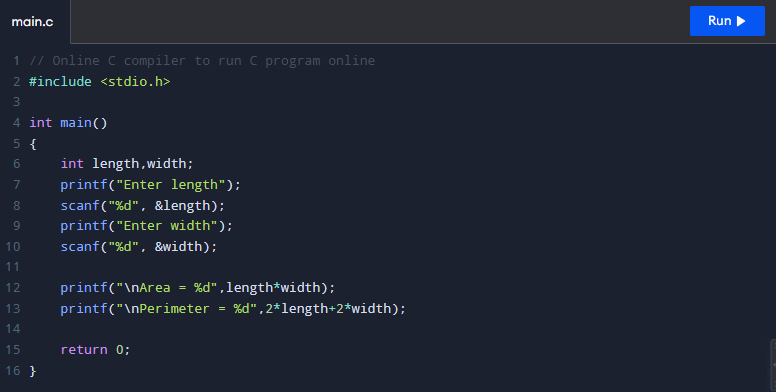 main.c
Run
1 // Online C compiler to run C program online
2 #include <stdio.h>
3
4 int main()
5 {
6     int length,width;
7     printf("Enter length");
8     scanf("%d", &length);
9     printf("Enter width");
10     scanf("%d", &width);
11
12     printf("\nArea = %d",length*width);
13     printf("\nPerimeter = %d",2*length+2*width);
14
15     return 0;
16 }